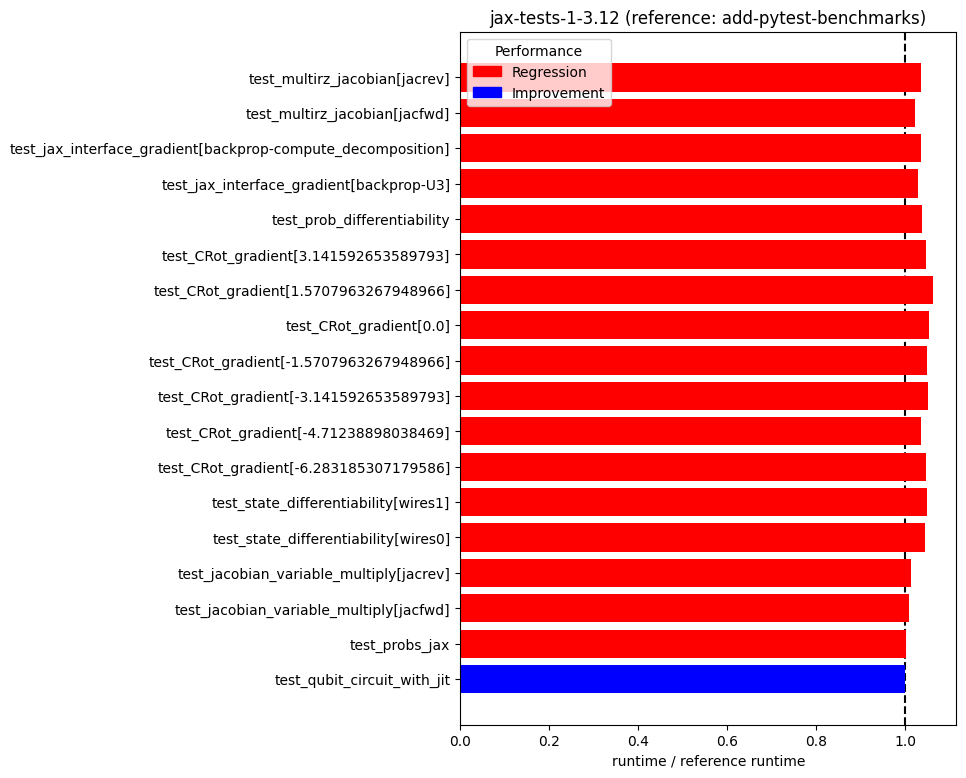 jax-tests-1-3.12 (reference: add-pytest-benchmarks)
Performance
Regression
Improvement
test_multirz_jacobian[jacrev]
test_multirz_jacobian[jacfwd]
test_jax_interface_gradient[backprop-compute_decomposition]
test_jax_interface_gradient[backprop-U3]
test_prob_differentiability
test_CRot_gradient[3.141592653589793]
test_CRot_gradient[1.5707963267948966]
test_CRot_gradient[0.0]
test_CRot_gradient[-1.5707963267948966]
test_CRot_gradient[-3.141592653589793]
test_CRot_gradient[-4.71238898038469]
test_CRot_gradient[-6.283185307179586]
test_state_differentiability[wires1]
test_state_differentiability[wires0]
test_jacobian_variable_multiply[jacrev]
test_jacobian_variable_multiply[jacfwd]
test_probs_jax
test_qubit_circuit_with_jit
0.0 0.2 0.4 0.6 0.8 1.0
runtime / reference runtime